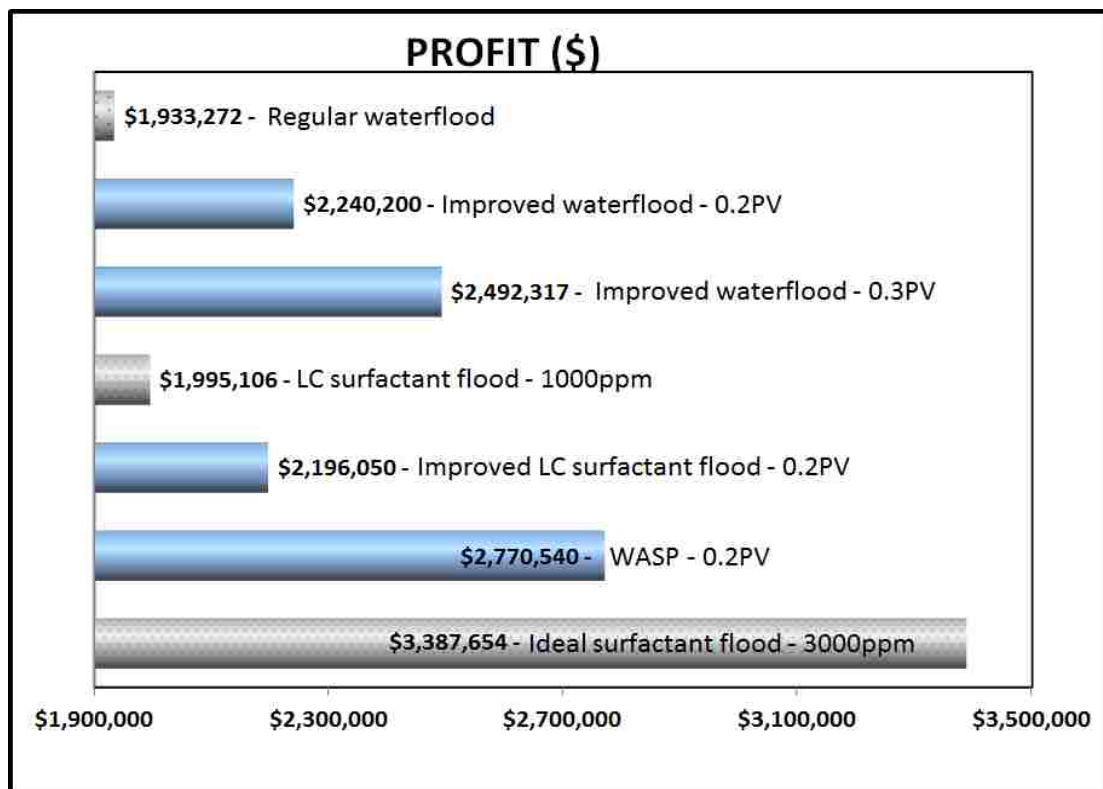 PROFIT ($)
$1,933,272 - Regular waterflood
$2,240,200 - Improved waterflood - 0.2PV
$2,492,317 - Improved waterflood - 0.3PV
$1,995,106 - LC surfactant flood - 1000ppm
$2,196,050 - Improved LC surfactant flood - 0.2PV
$2,770,540 - WASP - 0.2PV
$3,387,654 - Ideal surfactant flood - 3000ppm
$1,900,000 $2,300,000 $2,700,000 $3,100,000 $3,500,000